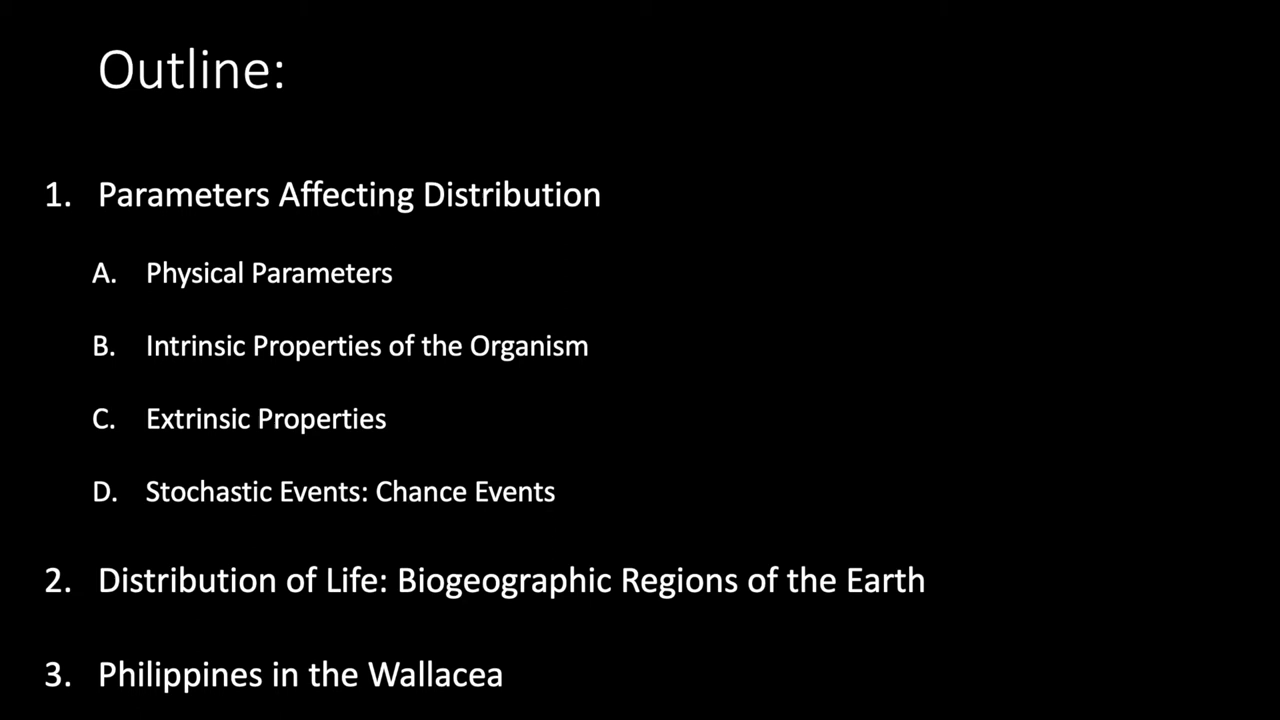 Outline:
1. Parameters Affecting Distribution
A. Physical Parameters
B. Intrinsic Properties of the Organism
C. Extrinsic Properties
D. Stochastic Events: Chance Events
2. Distribution of Life: Biogeographic Regions of the Earth
3. Philippines in the Wallacea